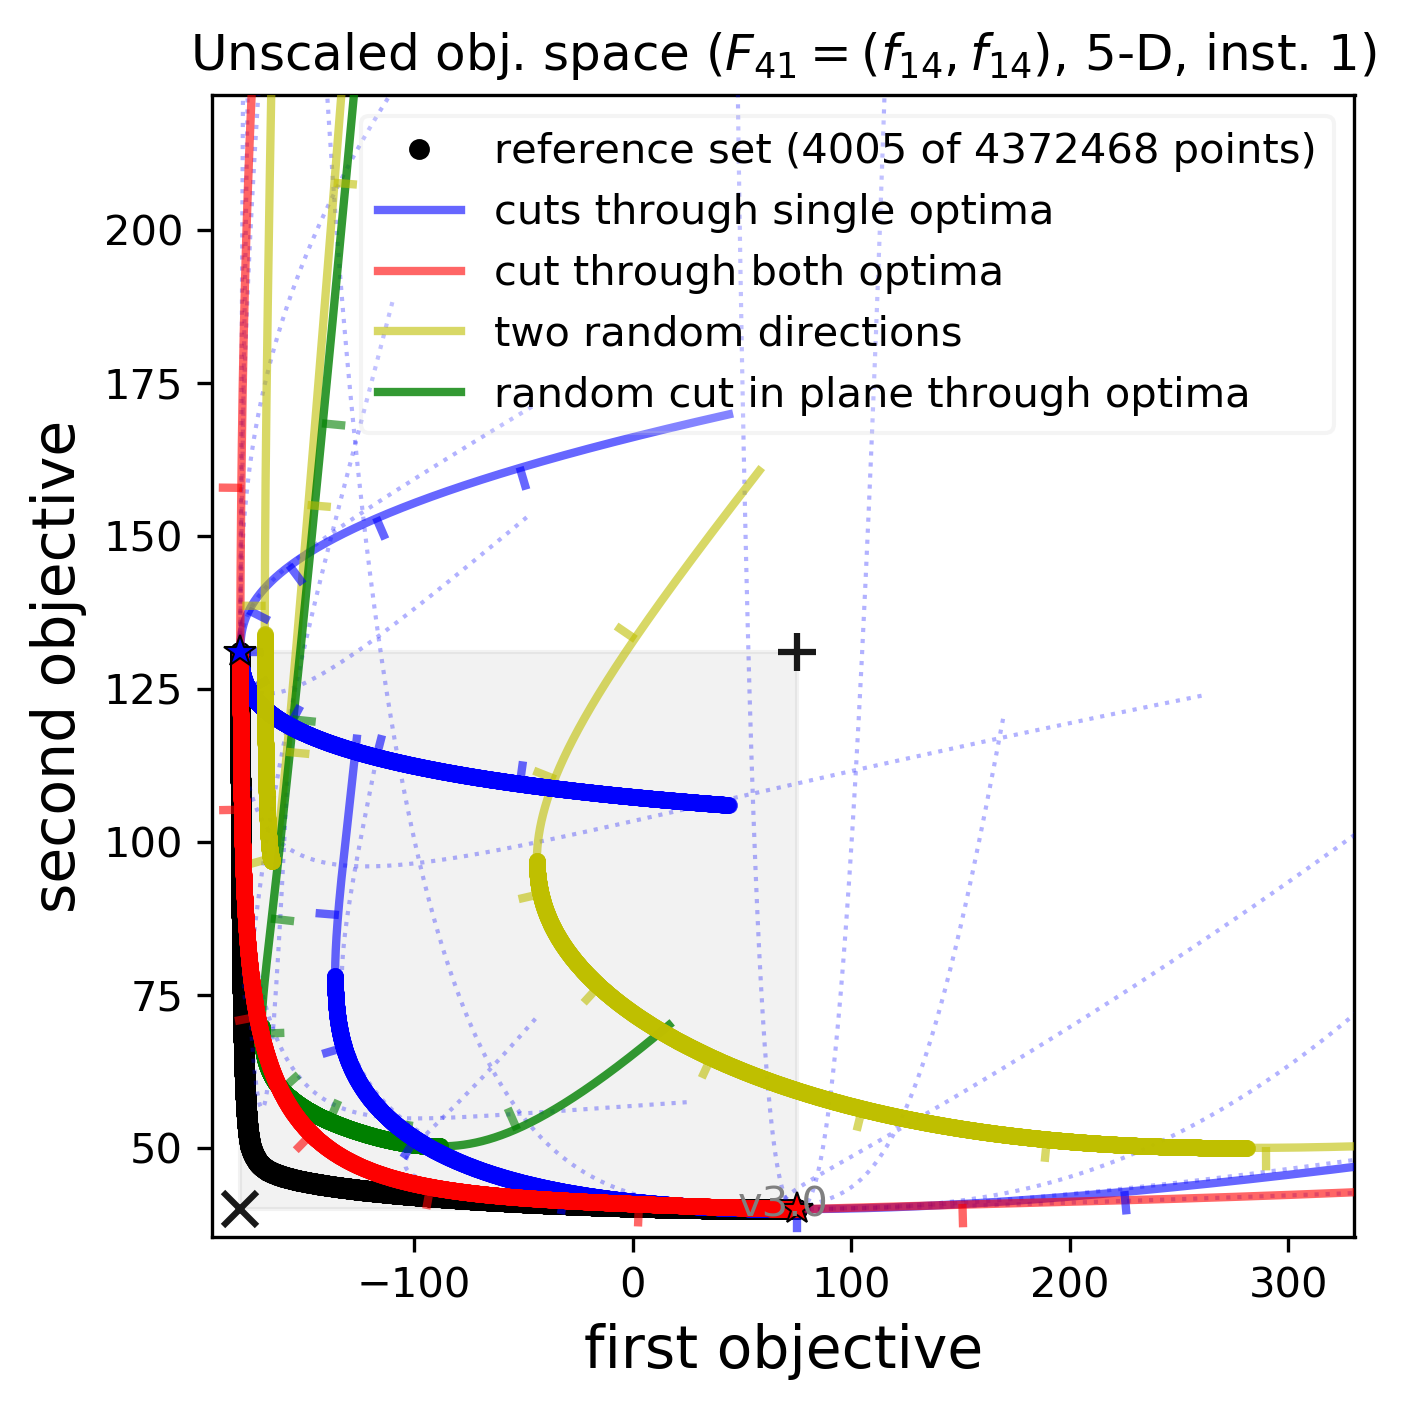 Unscaled obj. space (F₄₁ = (f₁₄, f₁₄), 5-D, inst. 1)
reference set (4005 of 4372468 points)
cuts through single optima
cut through both optima
two random directions
random cut in plane through optima
second objective
200
175
150
125
100
75
50
v3.0
−100
0
100
200
300
first objective